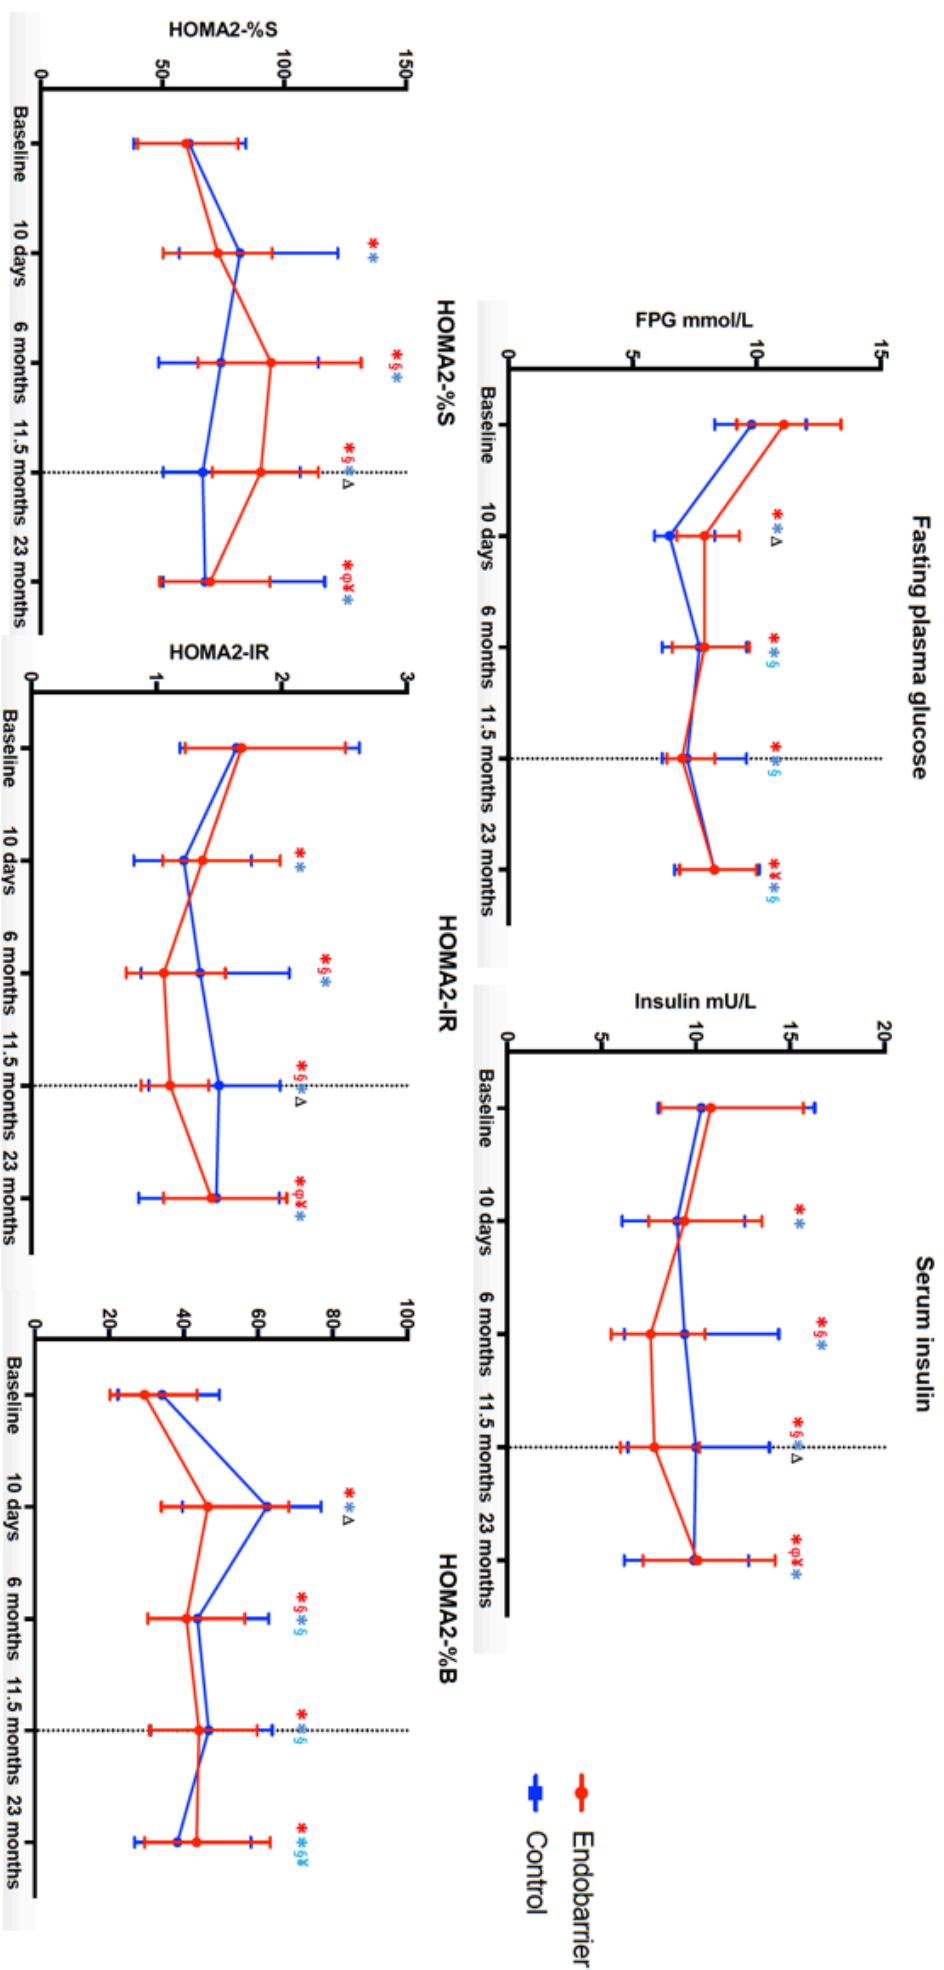 Fasting plasma glucose
FPG mmol/L
15
10
5
0
Baseline 10 days 6 months 11.5 months 23 months
**Δ
**§
**§
*¥*§
Serum insulin
Insulin mU/L
20
15
10
5
0
Baseline 10 days 6 months 11.5 months 23 months
**
*§*
*§*Δ
*φ¥*
Endobarrier
Control
HOMA2-%S
HOMA2-%S
150
100
50
0
Baseline 10 days 6 months 11.5 months 23 months
**
*§*
*§*Δ
*φ¥*
HOMA2-IR
HOMA2-IR
3
2
1
0
Baseline 10 days 6 months 11.5 months 23 months
**
*§*
*§*Δ
*φ¥*
HOMA2-%B
100
80
60
40
20
0
Baseline 10 days 6 months 11.5 months 23 months
**Δ
*§*§
**§
**§¥